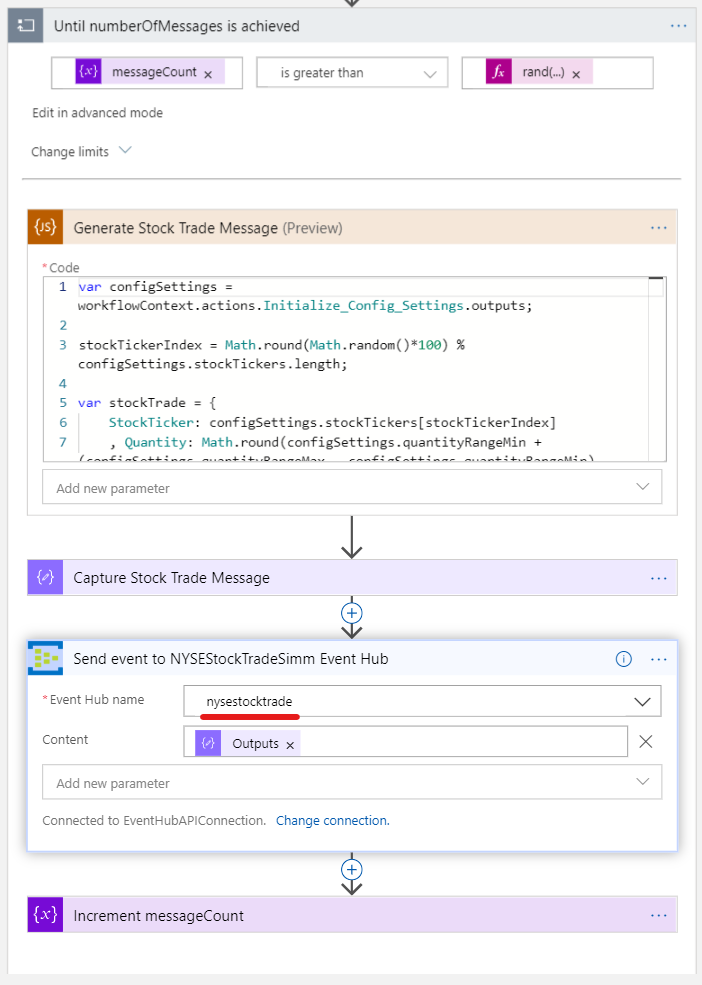 Until numberOfMessages is achieved
...
{x} messageCount × is greater than fx rand(...) ×
Edit in advanced mode
Change limits
{JS} Generate Stock Trade Message (Preview) ...
* Code
1 var configSettings =
workflowContext.actions.Initialize_Config_Settings.outputs;
2
3 stockTickerIndex = Math.round(Math.random()*100) %
configSettings.stockTickers.length;
4
5 var stockTrade = {
6 StockTicker: configSettings.stockTickers[stockTickerIndex]
7 , Quantity: Math.round(configSettings.quantityRangeMin +
(configSettings.quantityRangeMax - configSettings.quantityRangeMin)
Add new parameter
Capture Stock Trade Message ...
Send event to NYSEStockTradeSimm Event Hub ...
* Event Hub name nysestocktrade
Content Outputs ×
Add new parameter
Connected to EventHubAPIConnection. Change connection.
{x} Increment messageCount ...